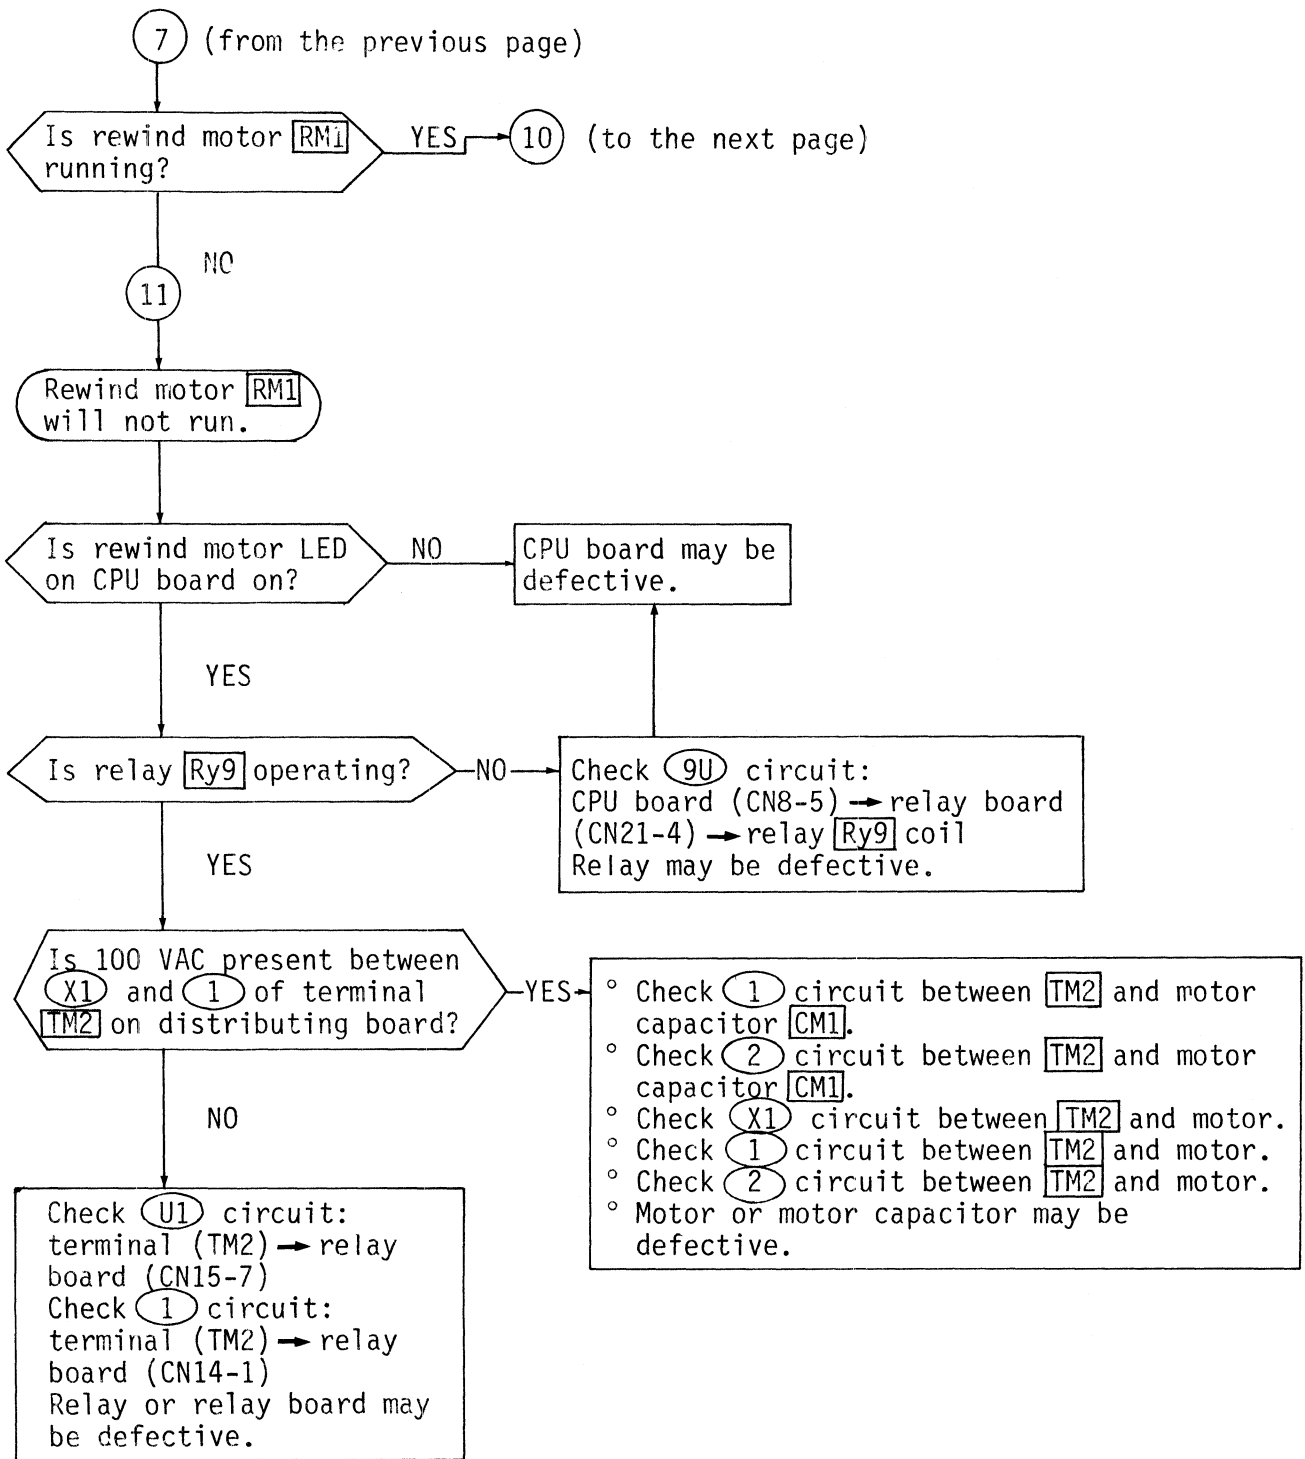 7 (from the previous page)
Is rewind motor RM1
running?
YES
10 (to the next page)
NO
11
Rewind motor RM1
will not run.
Is rewind motor LED
on CPU board on?
NO
CPU board may be
defective.
YES
Is relay Ry9 operating?
NO
Check 9U circuit:
CPU board (CN8-5) → relay board
(CN21-4) → relay Ry9 coil
Relay may be defective.
YES
Is 100 VAC present between
X1 and 1 of terminal
TM2 on distributing board?
YES
° Check 1 circuit between TM2 and motor
capacitor CM1.
° Check 2 circuit between TM2 and motor
capacitor CM1.
° Check X1 circuit between TM2 and motor.
° Check 1 circuit between TM2 and motor.
° Check 2 circuit between TM2 and motor.
° Motor or motor capacitor may be
defective.
NO
Check U1 circuit:
terminal (TM2) → relay
board (CN15-7)
Check 1 circuit:
terminal (TM2) → relay
board (CN14-1)
Relay or relay board may
be defective.